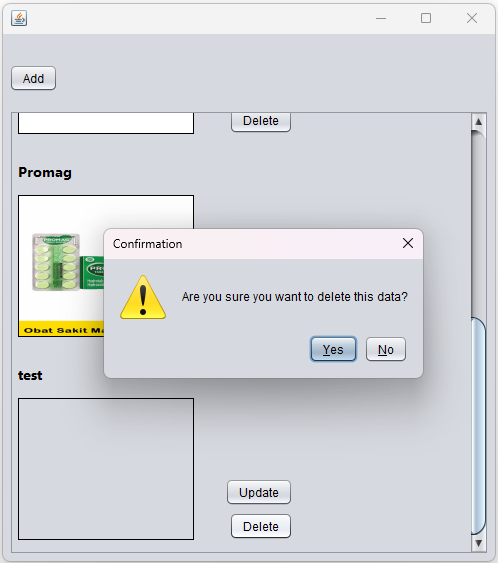 Add
Delete
Promag
PROMAG
Obat Sakit Ma
Confirmation
Are you sure you want to delete this data?
Yes
No
test
Update
Delete